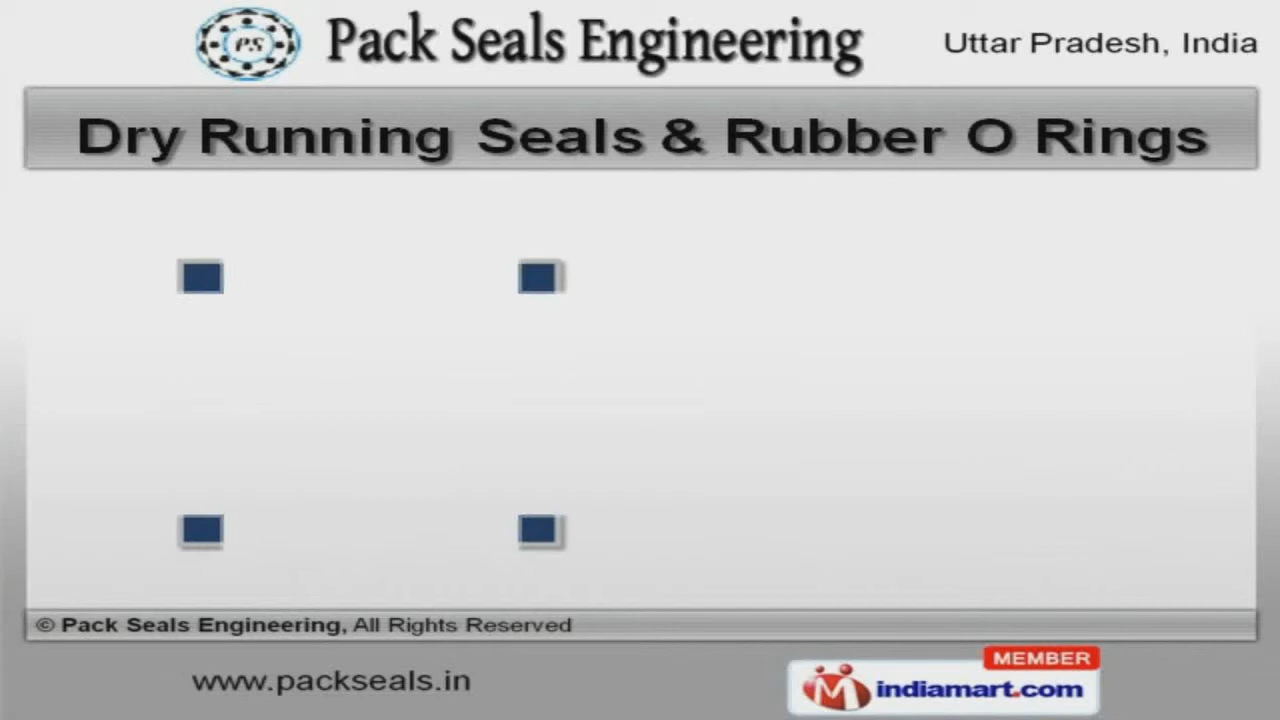 PS
Pack Seals Engineering
Uttar Pradesh, India
Dry Running Seals & Rubber O Rings
© Pack Seals Engineering, All Rights Reserved
www.packseals.in
MEMBER
indiamart.com